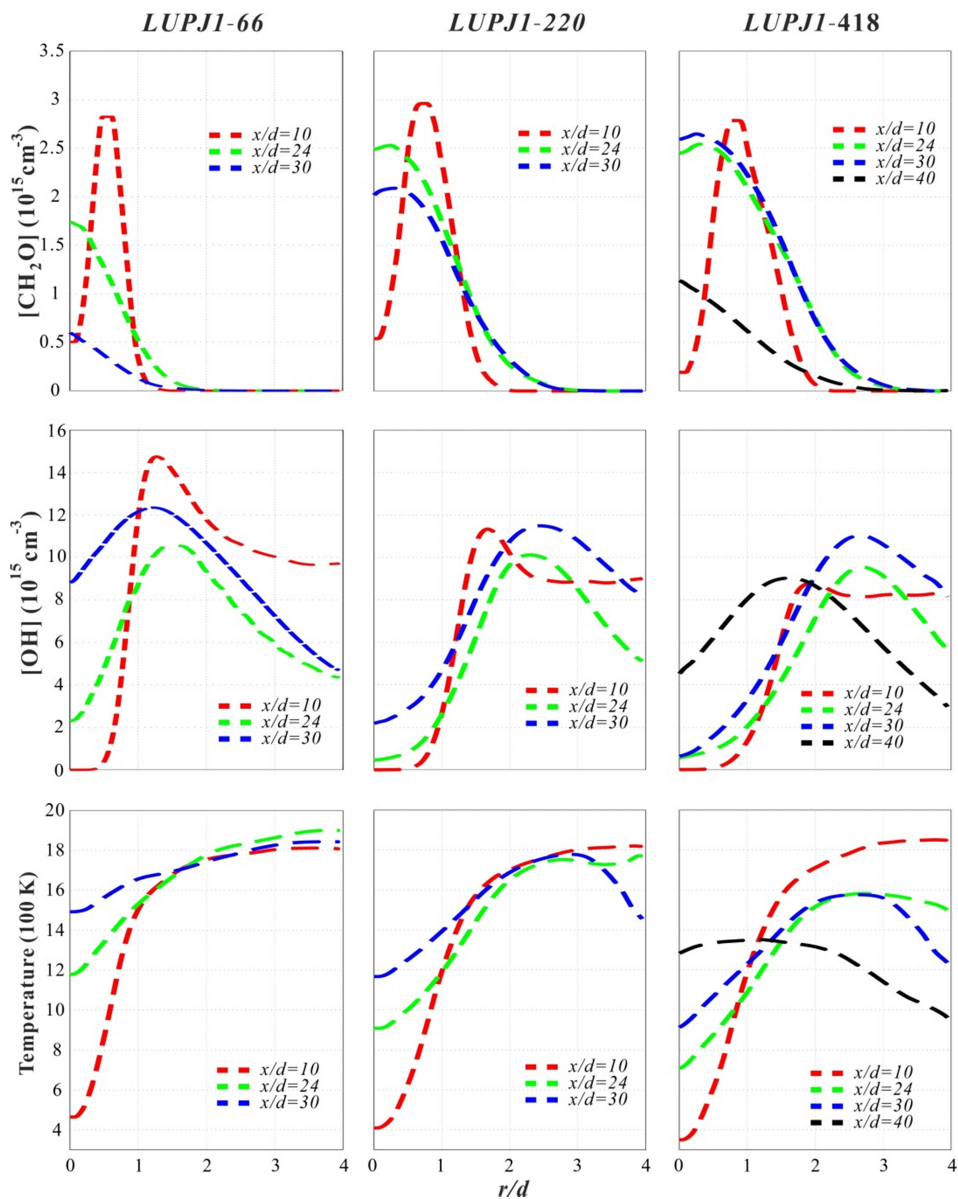 LUPJ1-66 LUPJ1-220 LUPJ1-418
[CH2O] (10^15 cm^-3)
3.5
3
2.5
2
1.5
1
0.5
0
x/d=10
x/d=24
x/d=30
x/d=10
x/d=24
x/d=30
x/d=10
x/d=24
x/d=30
x/d=40
[OH] (10^15 cm^-3)
16
14
12
10
8
6
4
2
0
x/d=10
x/d=24
x/d=30
x/d=10
x/d=24
x/d=30
x/d=10
x/d=24
x/d=30
x/d=40
Temperature (100 K)
20
18
16
14
12
10
8
6
4
x/d=10
x/d=24
x/d=30
x/d=10
x/d=24
x/d=30
x/d=10
x/d=24
x/d=30
x/d=40
0 1 2 3 4 0 1 2 3 4 0 1 2 3 4
r/d